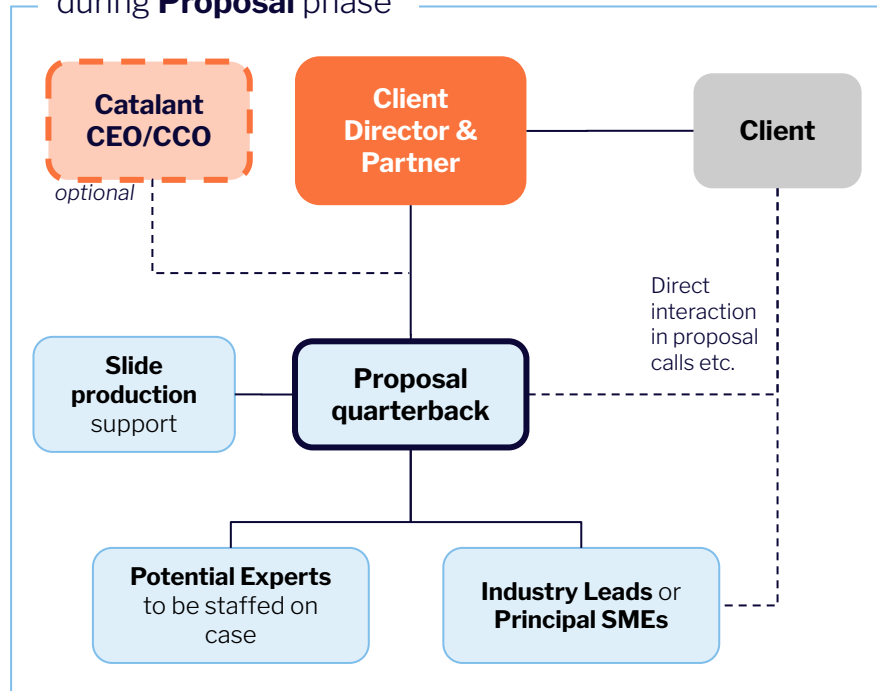 during Proposal phase
Catalant
CEO/CCO
optional
Client
Director &
Partner
Client
Direct
interaction
in proposal
calls etc.
Slide
production
support
Proposal
quarterback
Potential Experts
to be staffed on
case
Industry Leads or
Principal SMEs